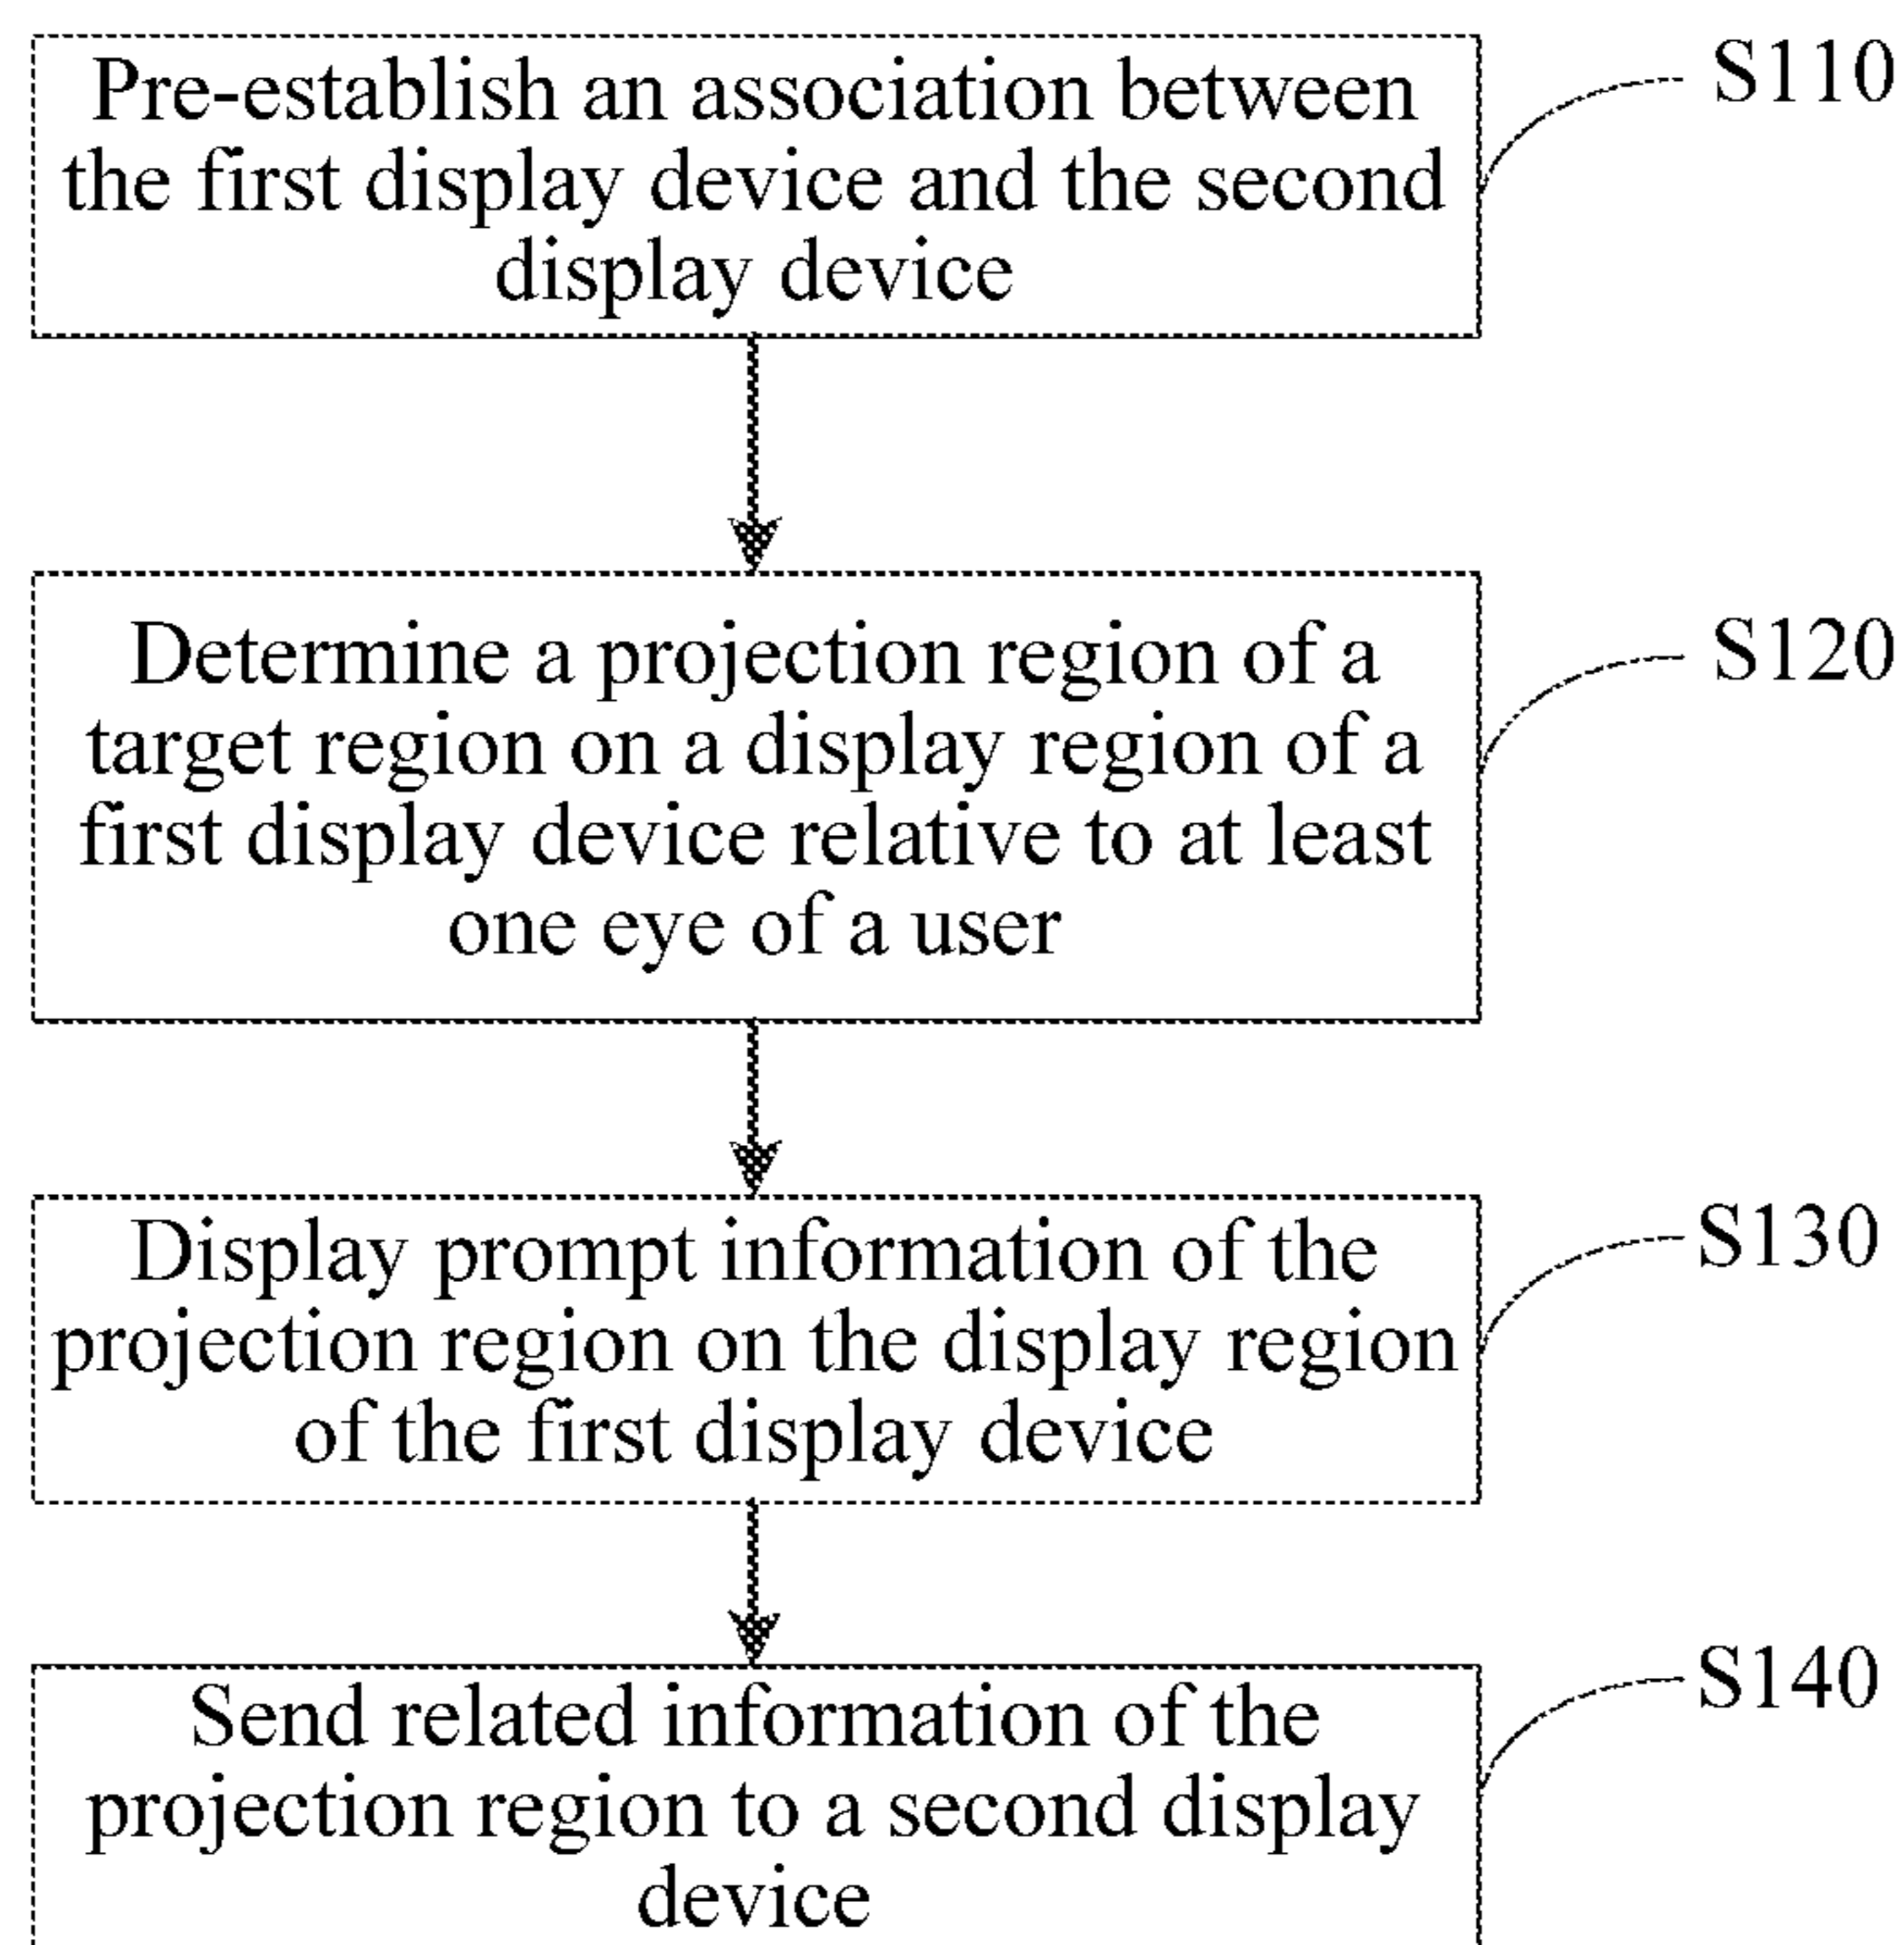 Pre-establish an association between
the first display device and the second
display device
S110
Determine a projection region of a
target region on a display region of a
first display device relative to at least
one eye of a user
S120
Display prompt information of the
projection region on the display region
of the first display device
S130
Send related information of the
projection region to a second display
device
S140